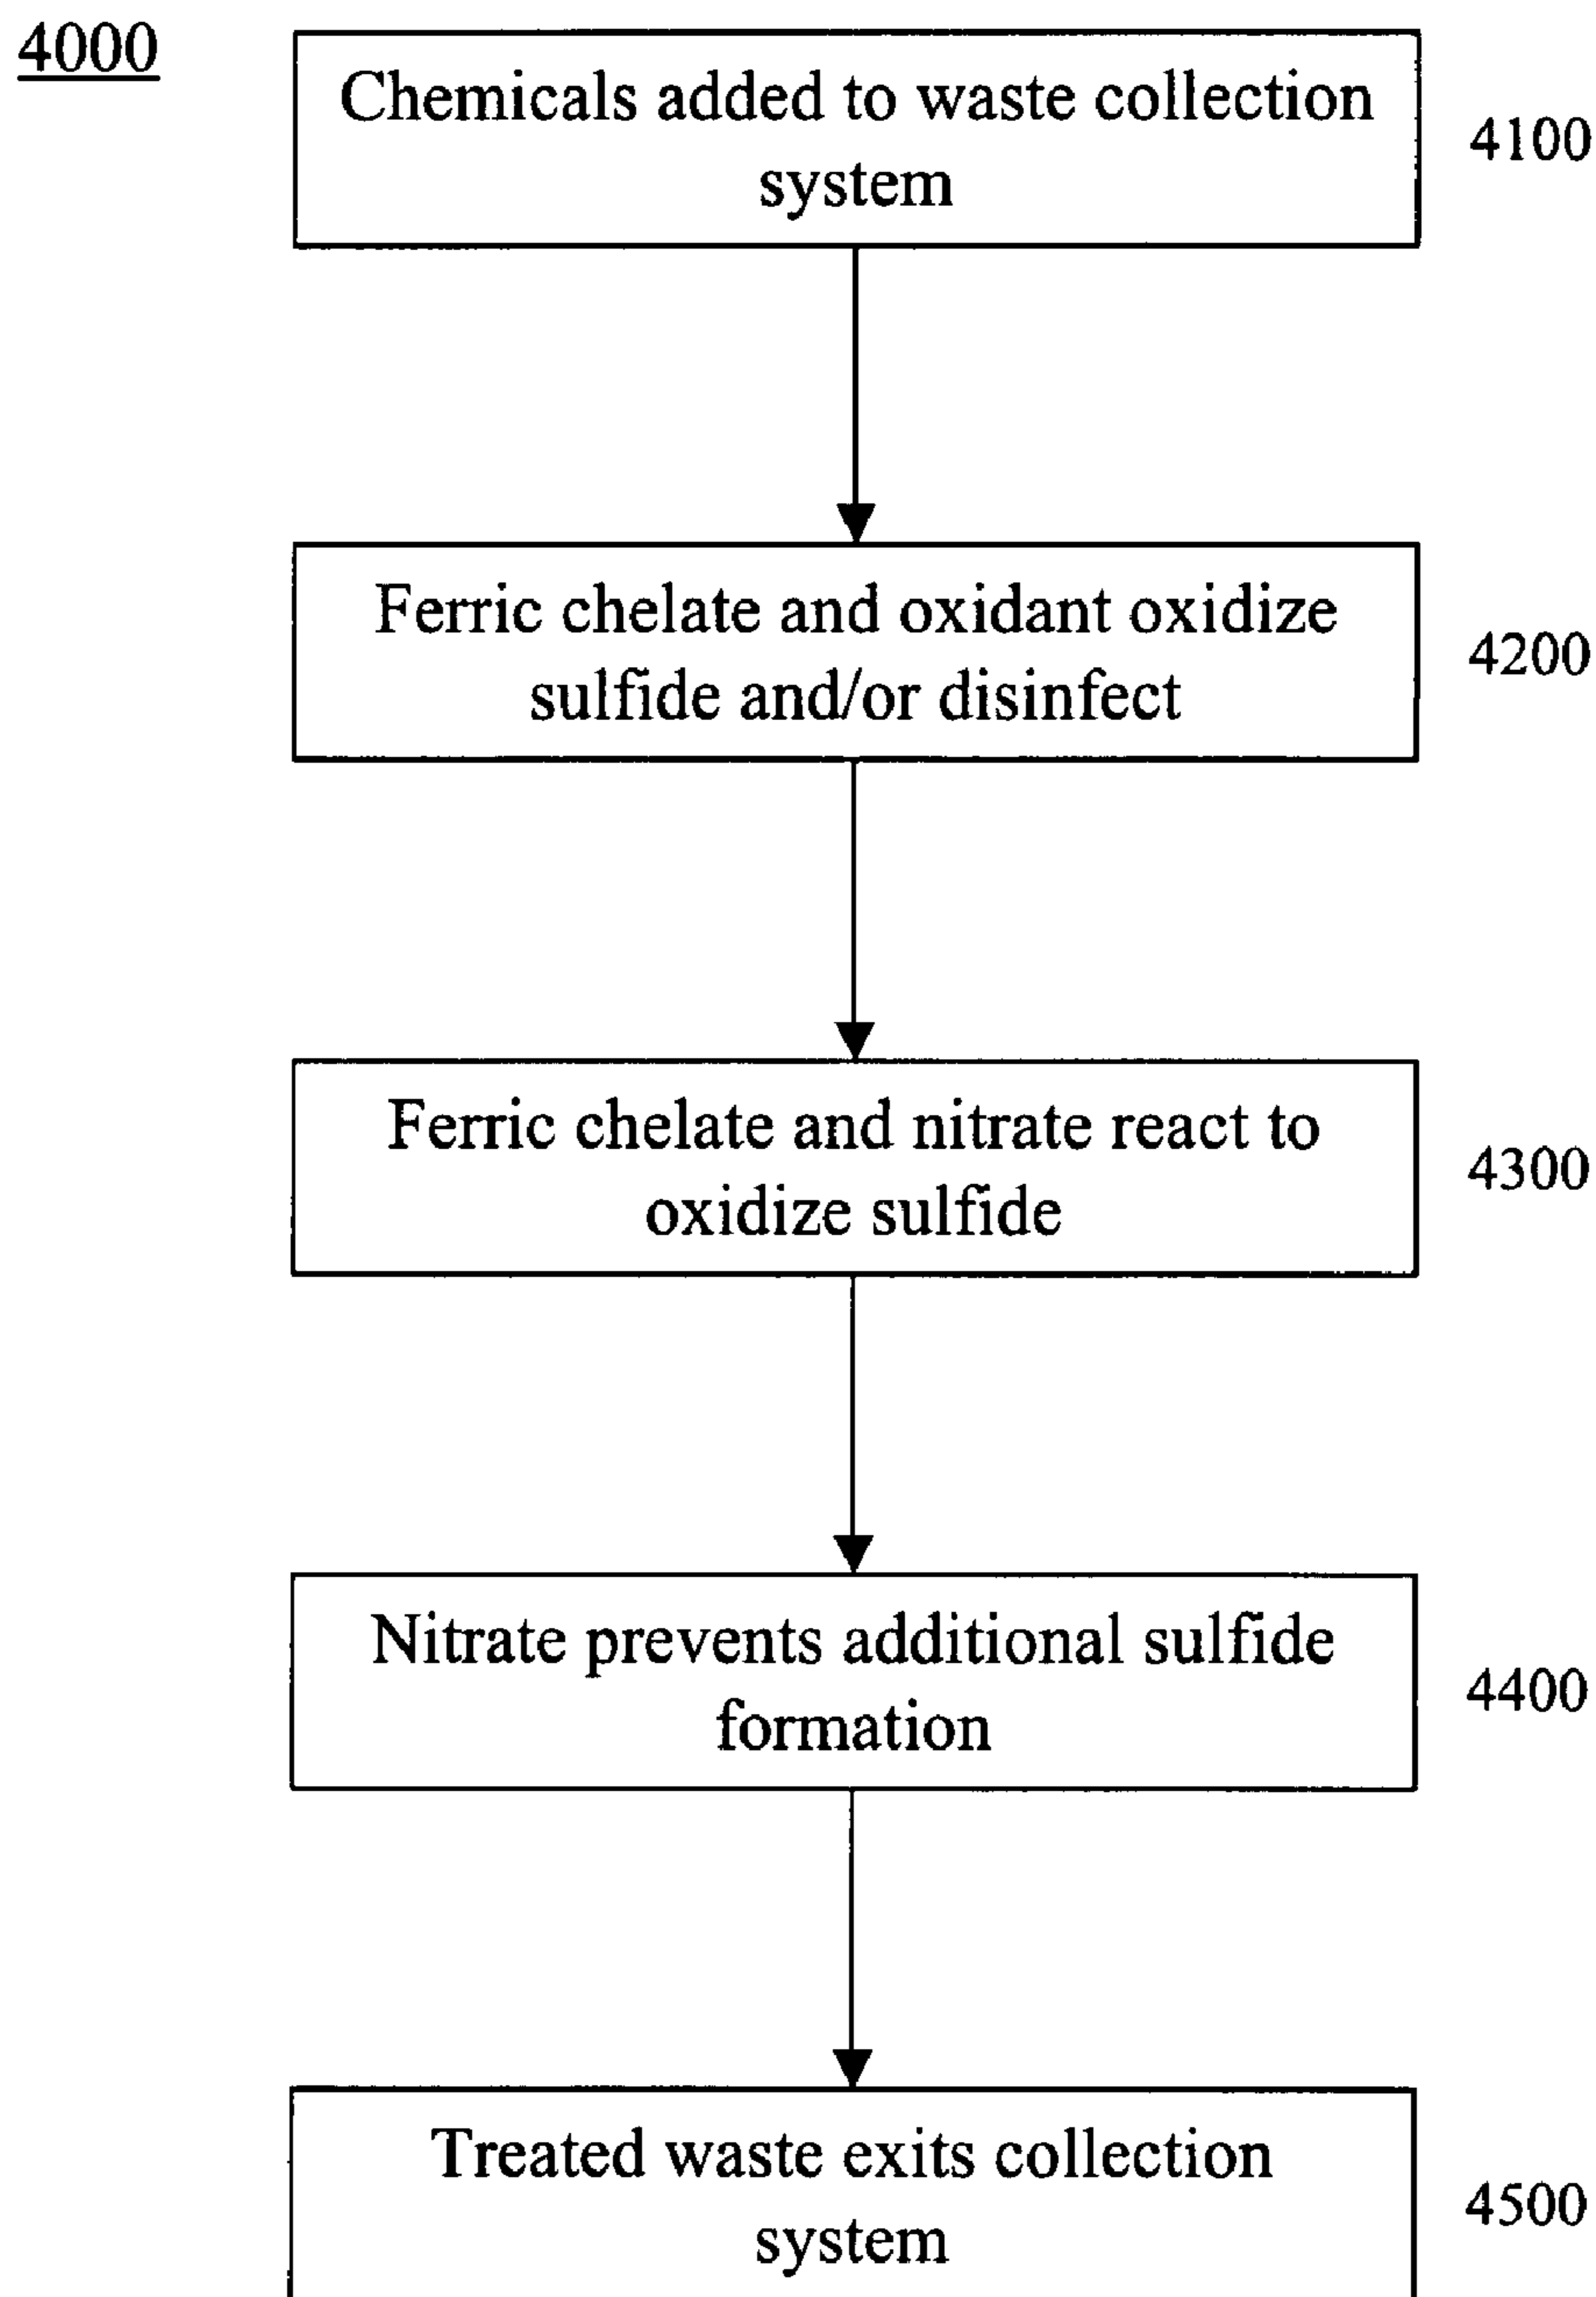 4000
Chemicals added to waste collection
system
4100
Ferric chelate and oxidant oxidize
sulfide and/or disinfect
4200
Ferric chelate and nitrate react to
oxidize sulfide
4300
Nitrate prevents additional sulfide
formation
4400
Treated waste exits collection
system
4500